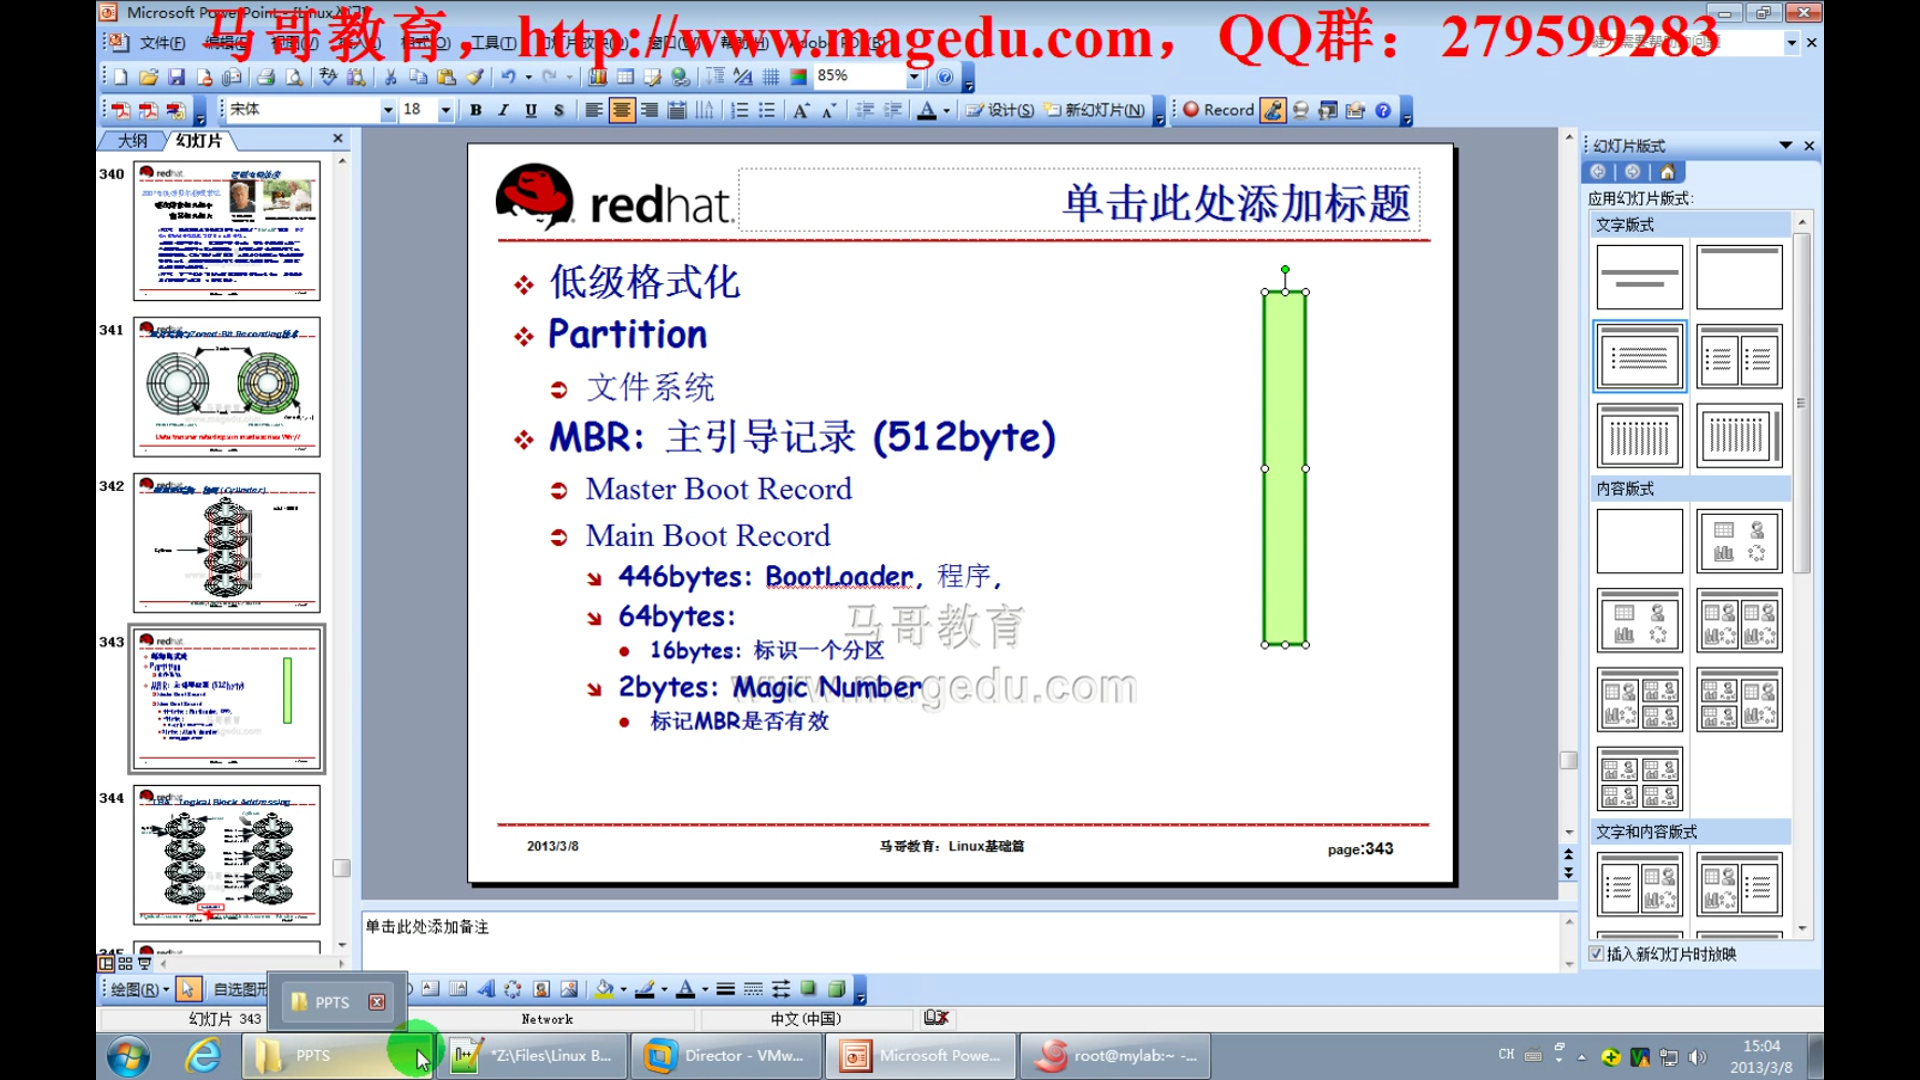 Microsoft PowerPoint - [Linux入门]
马哥教育，http://www.magedu.com，QQ群：279599283
文件(F) 编辑(E) 视图(V) 插入(I) 格式(O) 工具(T) 幻灯片放映(D) 窗口(W) 帮助(H) Adobe PDF(B)
85%
宋体 18 B I U S 设计(S) 新幻灯片(N) Record
大纲 幻灯片
幻灯片版式
应用幻灯片版式:
文字版式
内容版式
文字和内容版式
插入新幻灯片时放映
340
341
342
343
344
redhat.
单击此处添加标题
低级格式化
Partition
文件系统
MBR：主引导记录 (512byte)
Master Boot Record
Main Boot Record
446bytes: BootLoader, 程序,
64bytes:
16bytes: 标识一个分区
2bytes: Magic Number
标记MBR是否有效
马哥教育
www.magedu.com
2013/3/8 马哥教育：Linux基础篇 page:343
单击此处添加备注
绘图(R) 自选图形
PPTS
幻灯片 343 Network 中文(中国)
PPTS *Z:\Files\Linux B... Director - VMw... Microsoft Powe... root@mylab:~ -...
CH 15:04
2013/3/8